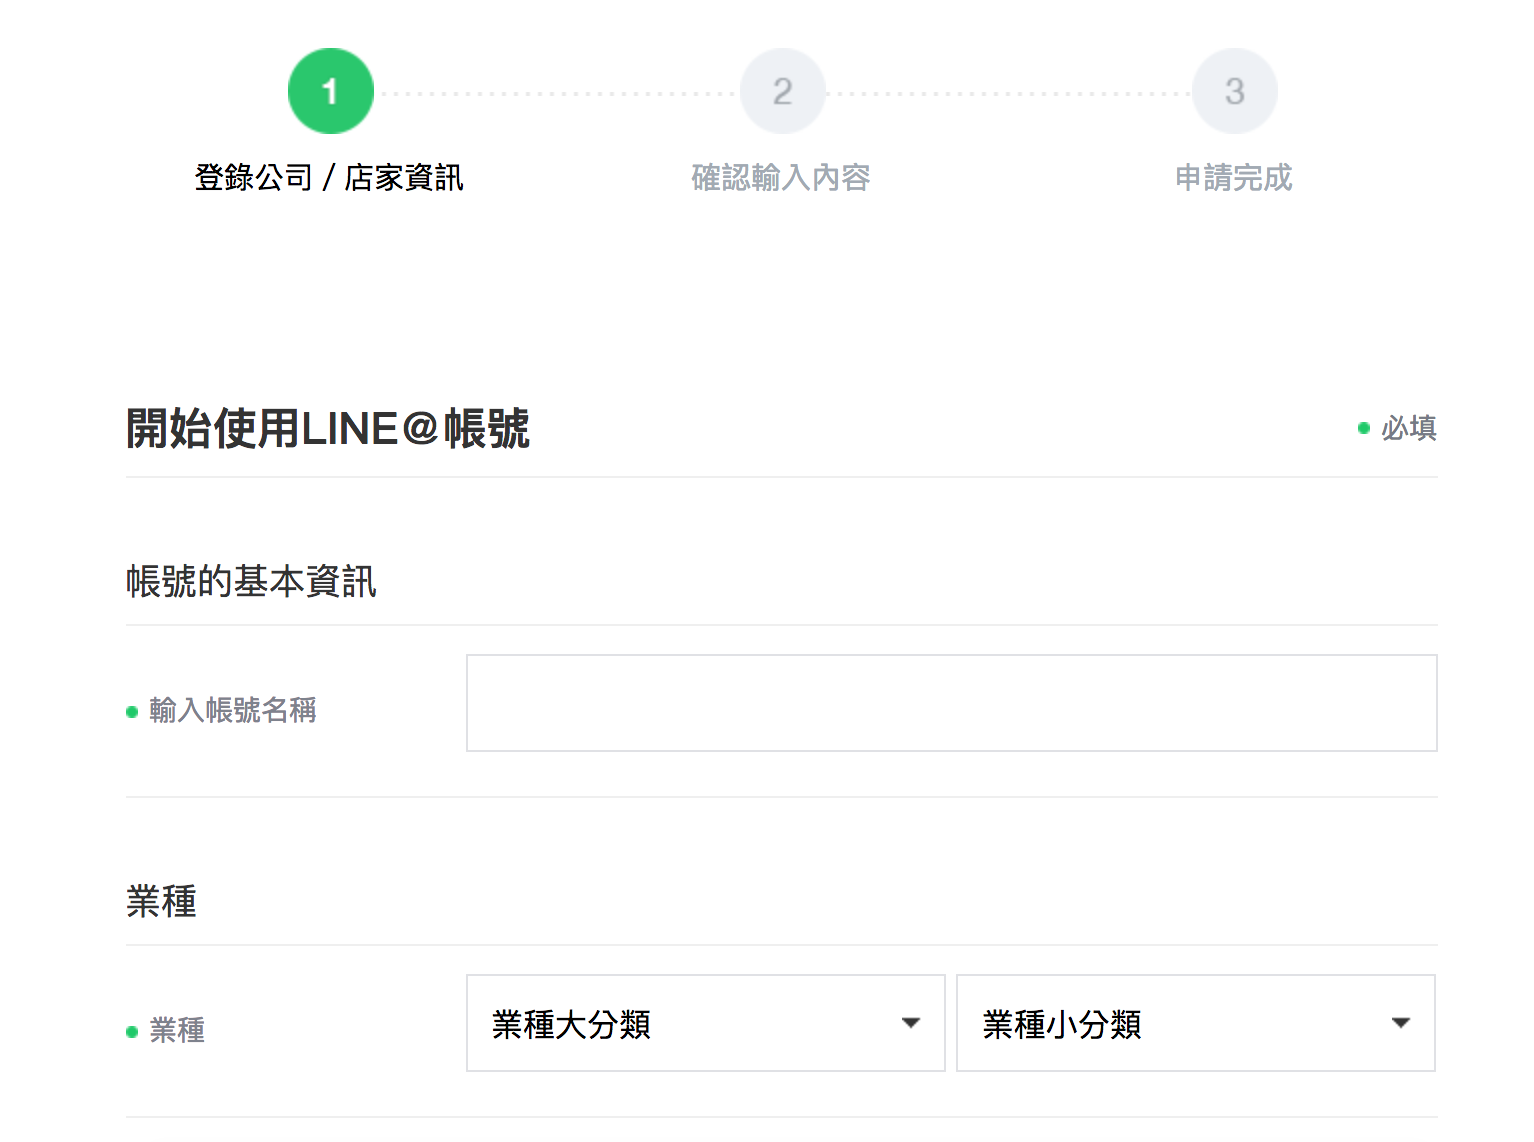 1
2
3
登錄公司 / 店家資訊
確認輸入內容
申請完成
開始使用LINE@帳號
必填
帳號的基本資訊
輸入帳號名稱
業種
業種
業種大分類
業種小分類